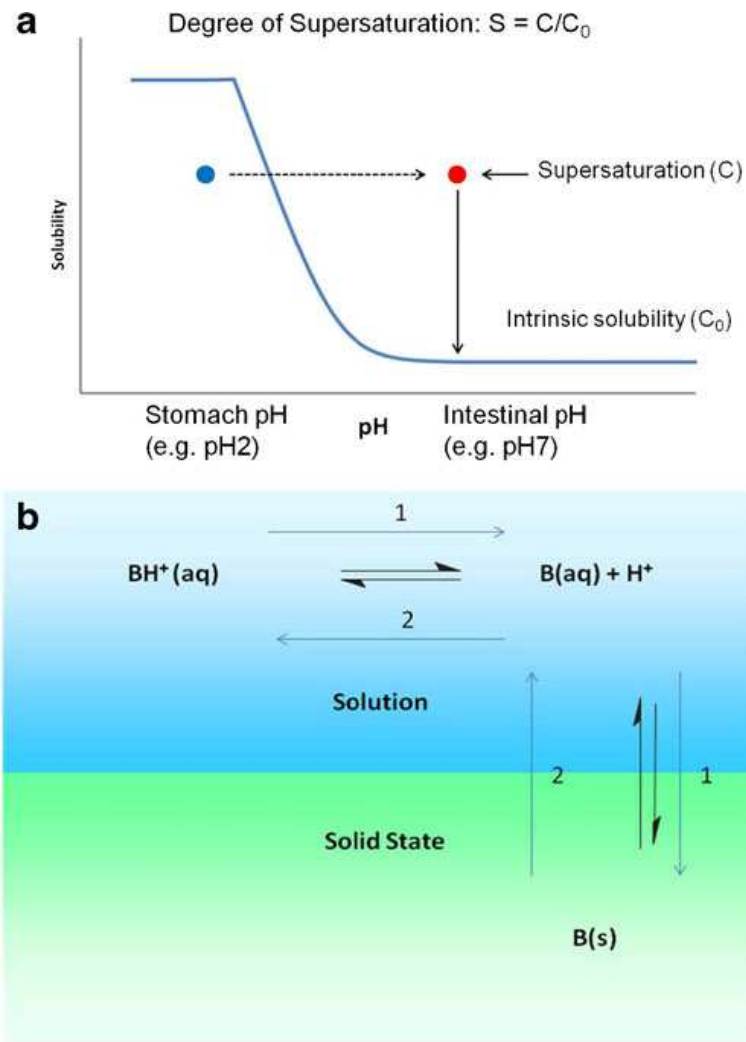 a
Degree of Supersaturation: S = C/C₀
Solubility
Supersaturation (C)
Intrinsic solubility (C₀)
Stomach pH
(e.g. pH2)
pH
Intestinal pH
(e.g. pH7)
b
1
BH⁺(aq)
B(aq) + H⁺
2
Solution
2
1
Solid State
B(s)